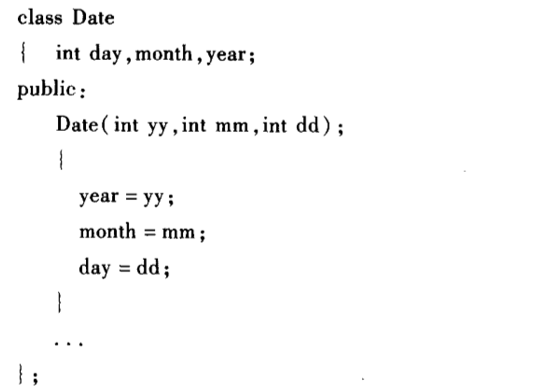 class Date
{ int day,month,year;
public:
Date(int yy,int mm,int dd);
{
year=yy;
month=mm;
day=dd;
}
...
};